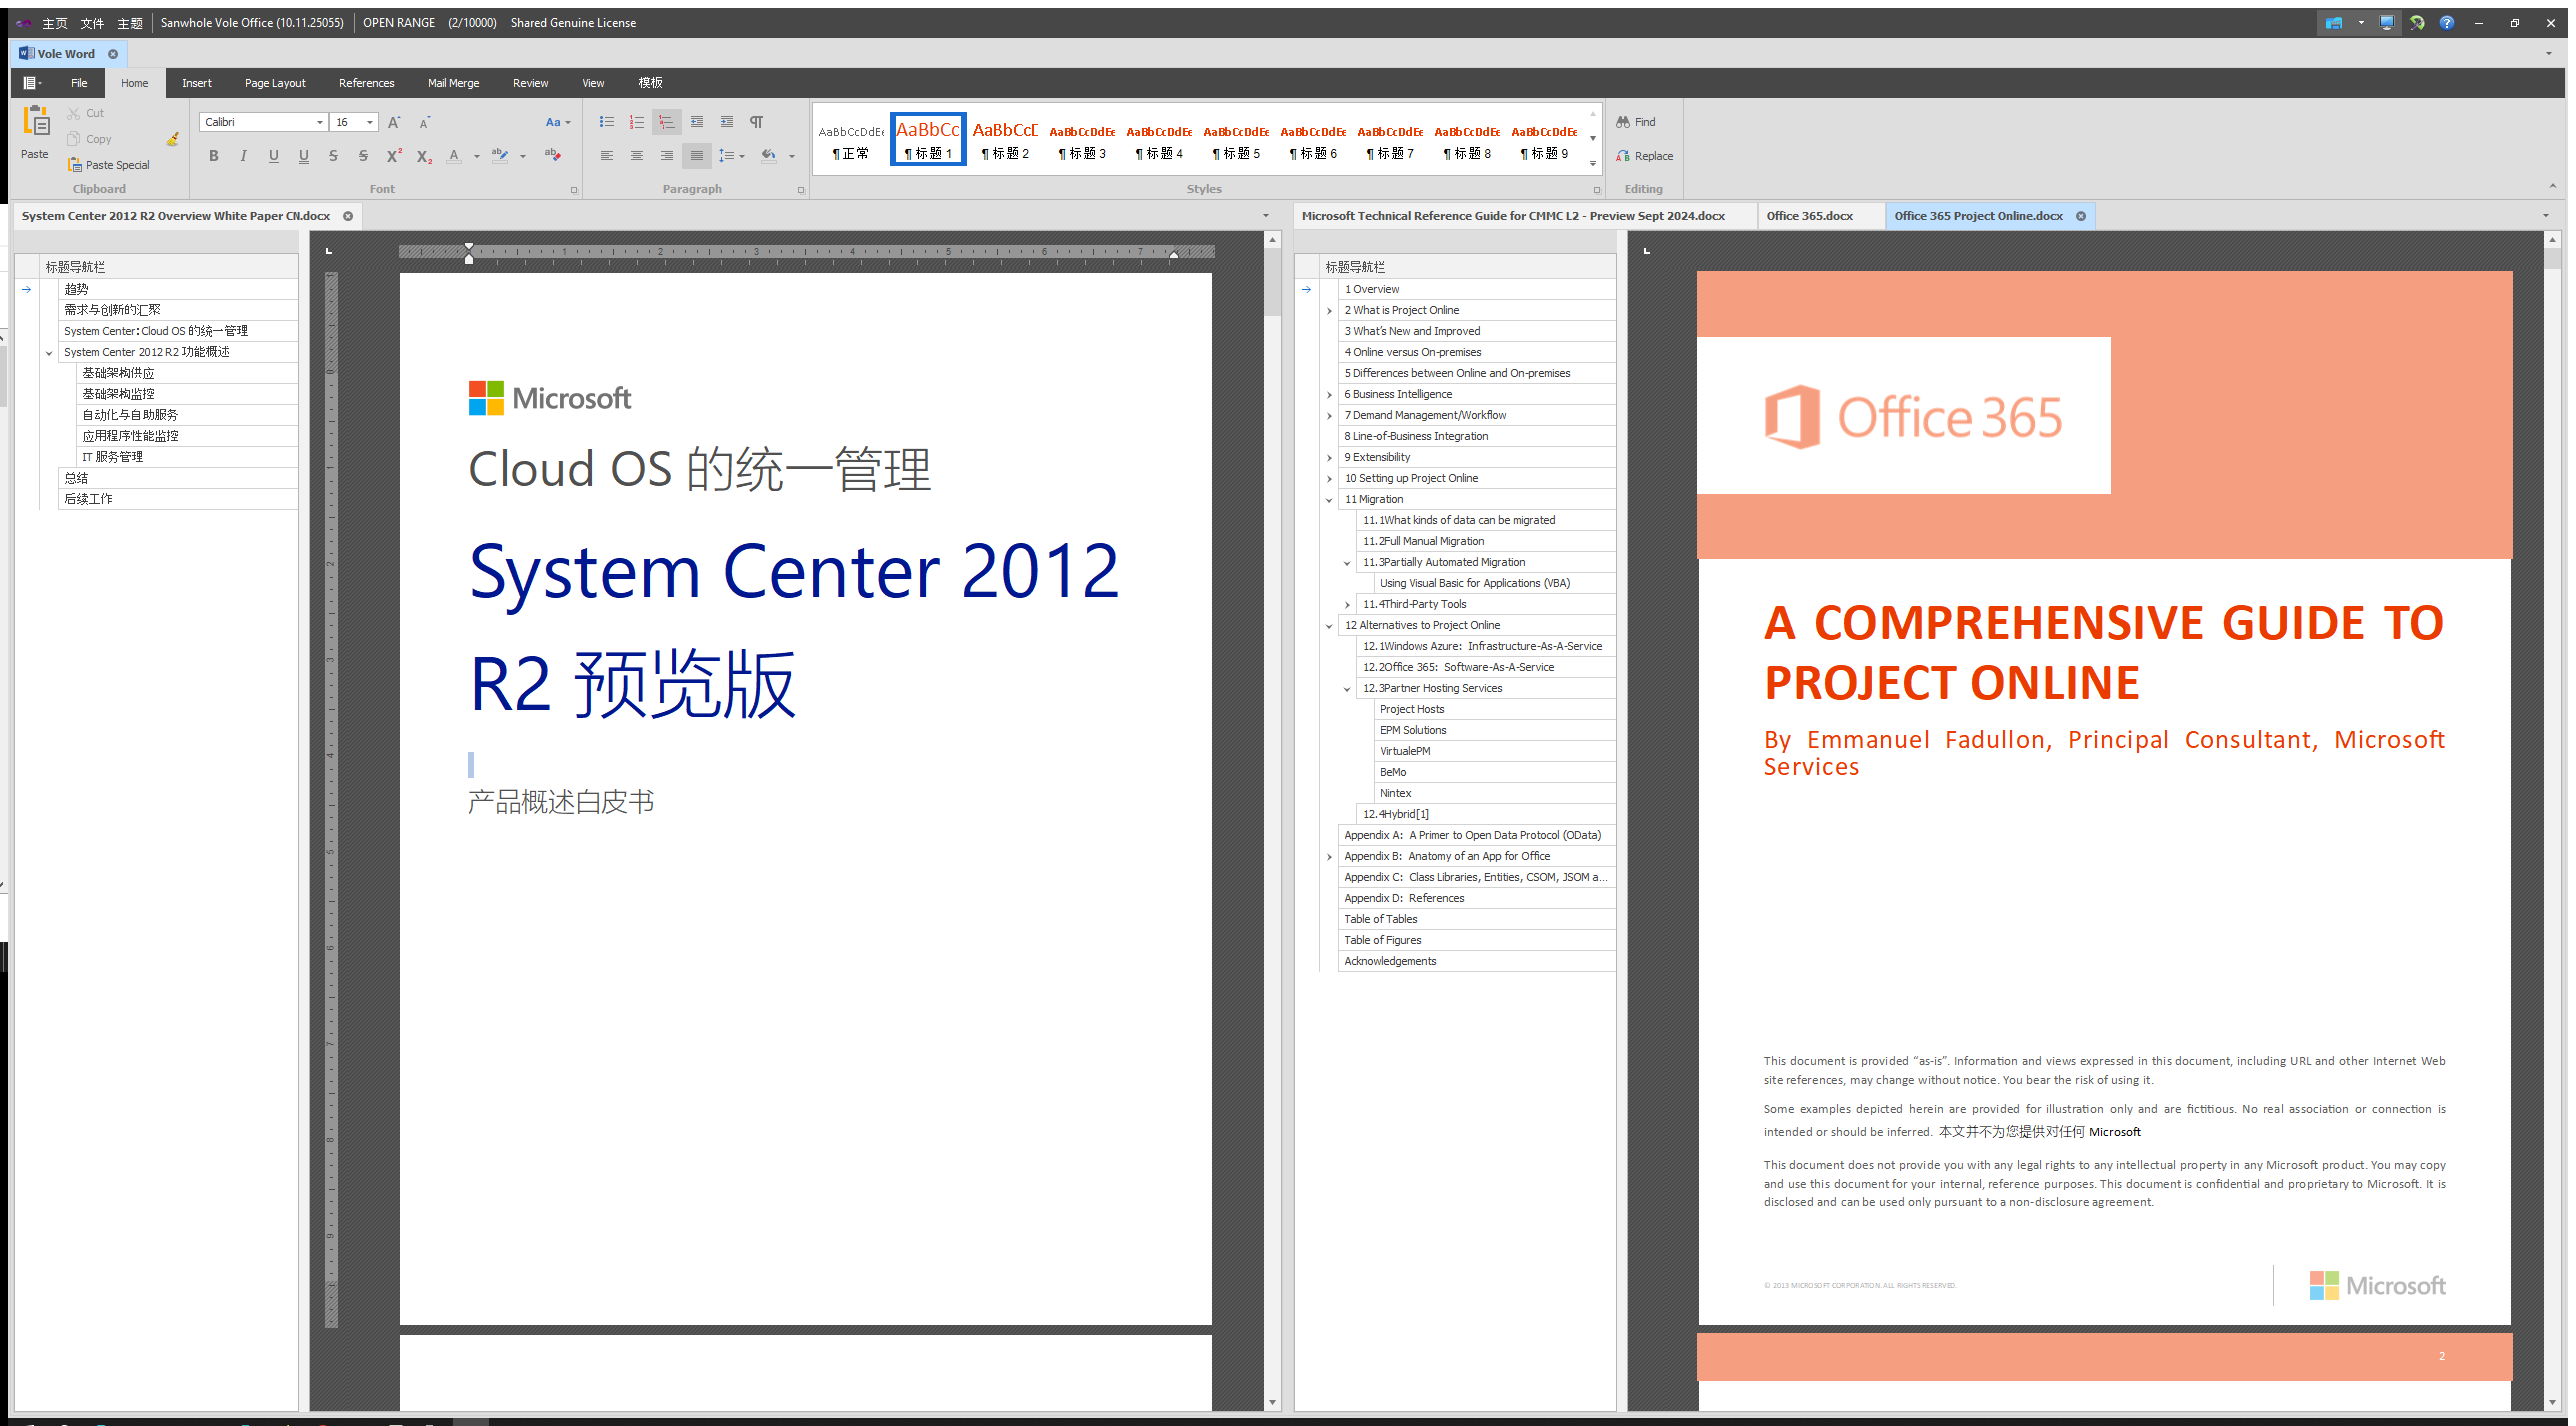 主页 文件 主题 Sanwhole Vole Office (10.11.25055) OPEN RANGE (2/10000) Shared Genuine License
Vole Word
File Home Insert Page Layout References Mail Merge Review View 模板
Paste
Cut
Copy
Paste Special
Clipboard
Calibri 16
Font
Paragraph
AaBbCcDdEe AaBbCc AaBbCcD AaBbCcDdEe AaBbCcDdEe AaBbCcDdEe AaBbCcDdEe AaBbCcDdEe AaBbCcDdEe AaBbCcDdEe
¶ 正常 ¶ 标题 1 ¶ 标题 2 ¶ 标题 3 ¶ 标题 4 ¶ 标题 5 ¶ 标题 6 ¶ 标题 7 ¶ 标题 8 ¶ 标题 9
Styles
Find
Replace
Editing
System Center 2012 R2 Overview White Paper CN.docx
标题导航栏
趋势
需求与创新的汇聚
System Center：Cloud OS 的统一管理
System Center 2012 R2 功能概述
基础架构供应
基础架构监控
自动化与自助服务
应用程序性能监控
IT 服务管理
总结
后续工作
1 2 3 4 5 6 7
Microsoft
Cloud OS 的统一管理
System Center 2012
R2 预览版
产品概述白皮书
Microsoft Technical Reference Guide for CMMC L2 - Preview Sept 2024.docx Office 365.docx Office 365 Project Online.docx
标题导航栏
1 Overview
2 What is Project Online
3 What’s New and Improved
4 Online versus On-premises
5 Differences between Online and On-premises
6 Business Intelligence
7 Demand Management/Workflow
8 Line-of-Business Integration
9 Extensibility
10 Setting up Project Online
11 Migration
11.1What kinds of data can be migrated
11.2Full Manual Migration
11.3Partially Automated Migration
Using Visual Basic for Applications (VBA)
11.4Third-Party Tools
12 Alternatives to Project Online
12.1Windows Azure: Infrastructure-As-A-Service
12.2Office 365: Software-As-A-Service
12.3Partner Hosting Services
Project Hosts
EPM Solutions
VirtualePM
BeMo
Nintex
12.4Hybrid[1]
Appendix A: A Primer to Open Data Protocol (OData)
Appendix B: Anatomy of an App for Office
Appendix C: Class Libraries, Entities, CSOM, JSOM a...
Appendix D: References
Table of Tables
Table of Figures
Acknowledgements
Office 365
A COMPREHENSIVE GUIDE TO
PROJECT ONLINE
By Emmanuel Fadullon, Principal Consultant, Microsoft
Services
This document is provided “as-is”. Information and views expressed in this document, including URL and other Internet Web
site references, may change without notice. You bear the risk of using it.
Some examples depicted herein are provided for illustration only and are fictitious. No real association or connection is
intended or should be inferred. 本文并不为您提供对任何 Microsoft
This document does not provide you with any legal rights to any intellectual property in any Microsoft product. You may copy
and use this document for your internal, reference purposes. This document is confidential and proprietary to Microsoft. It is
disclosed and can be used only pursuant to a non-disclosure agreement.
© 2013 MICROSOFT CORPORATION. ALL RIGHTS RESERVED.
Microsoft
2